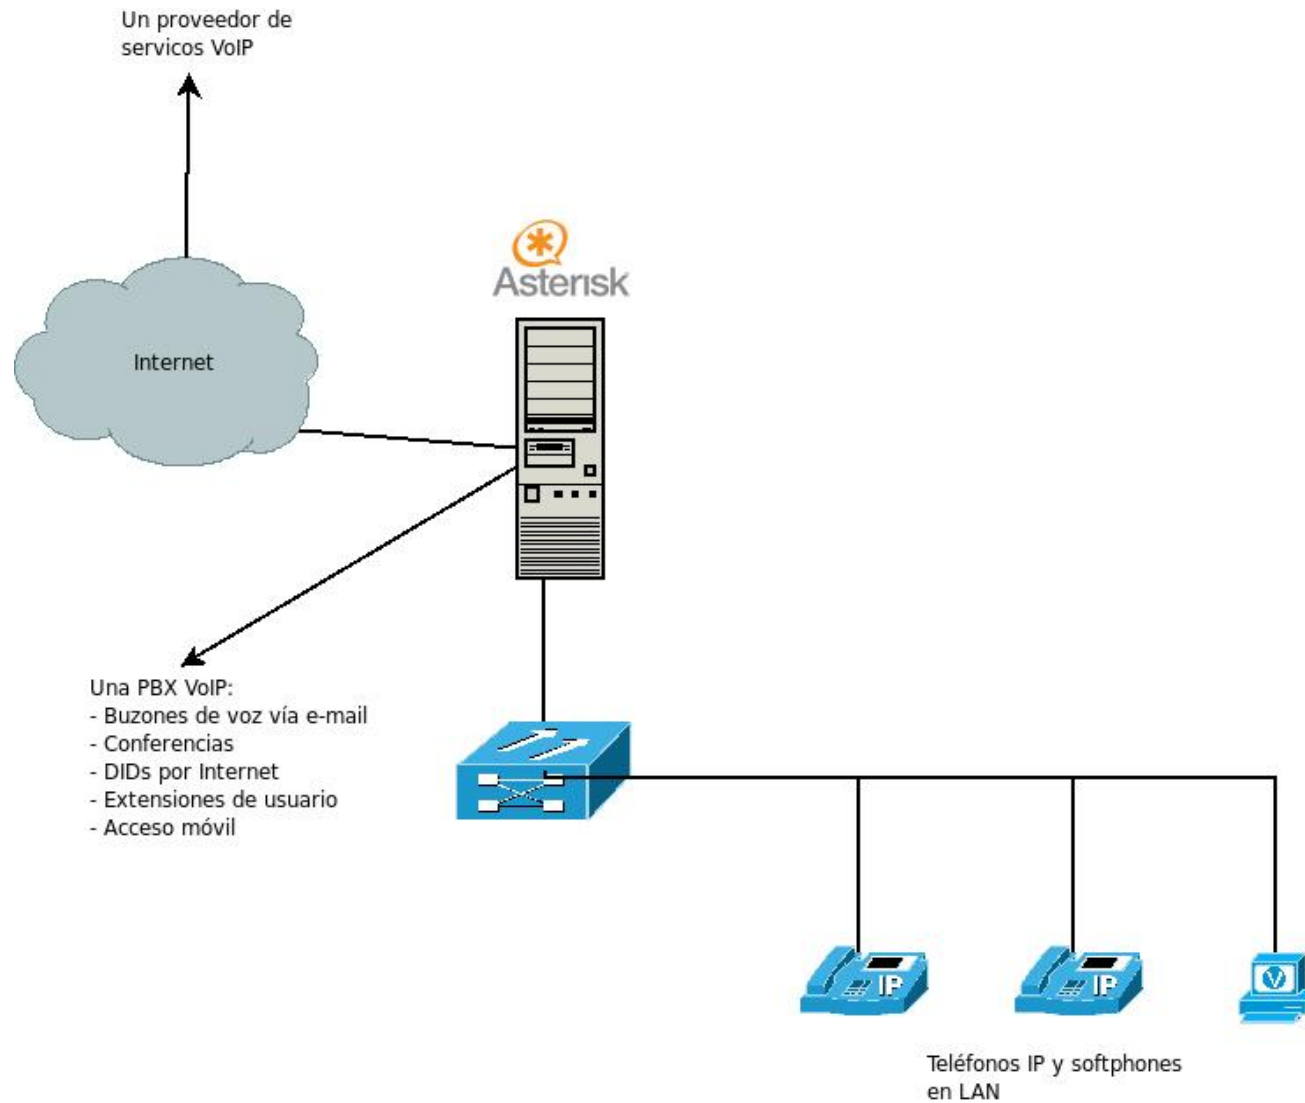 Un proveedor de
servicos VoIP
Asterisk
Internet
Una PBX VoIP:
- Buzones de voz vía e-mail
- Conferencias
- DIDs por Internet
- Extensiones de usuario
- Acceso móvil
IP
IP
V
Teléfonos IP y softphones
en LAN